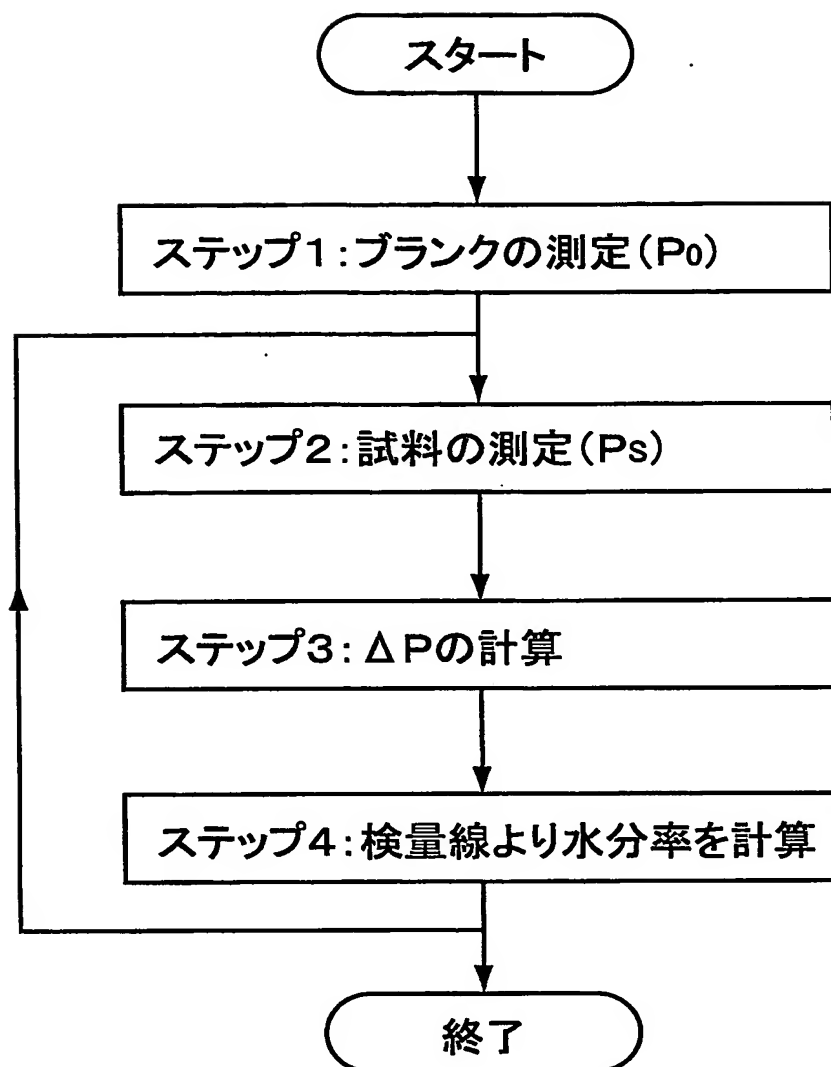 スタート
ステップ1:ブランクの測定(P₀)
ステップ2:試料の測定(Ps)
ステップ3:ΔPの計算
ステップ4:検量線より水分率を計算
終了